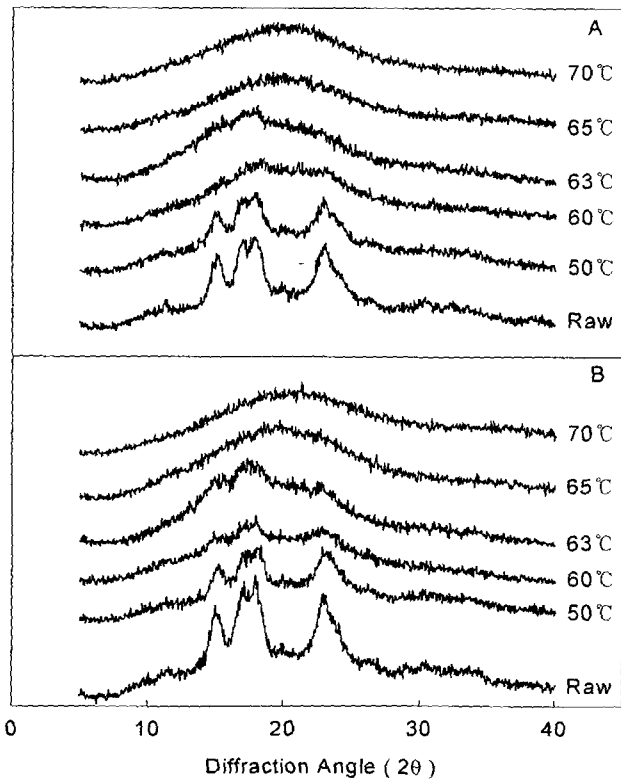 A
70℃
65℃
63℃
60℃
50℃
Raw
B
70℃
65℃
63℃
60℃
50℃
Raw
0 10 20 30 40
Diffraction Angle ( 2θ )